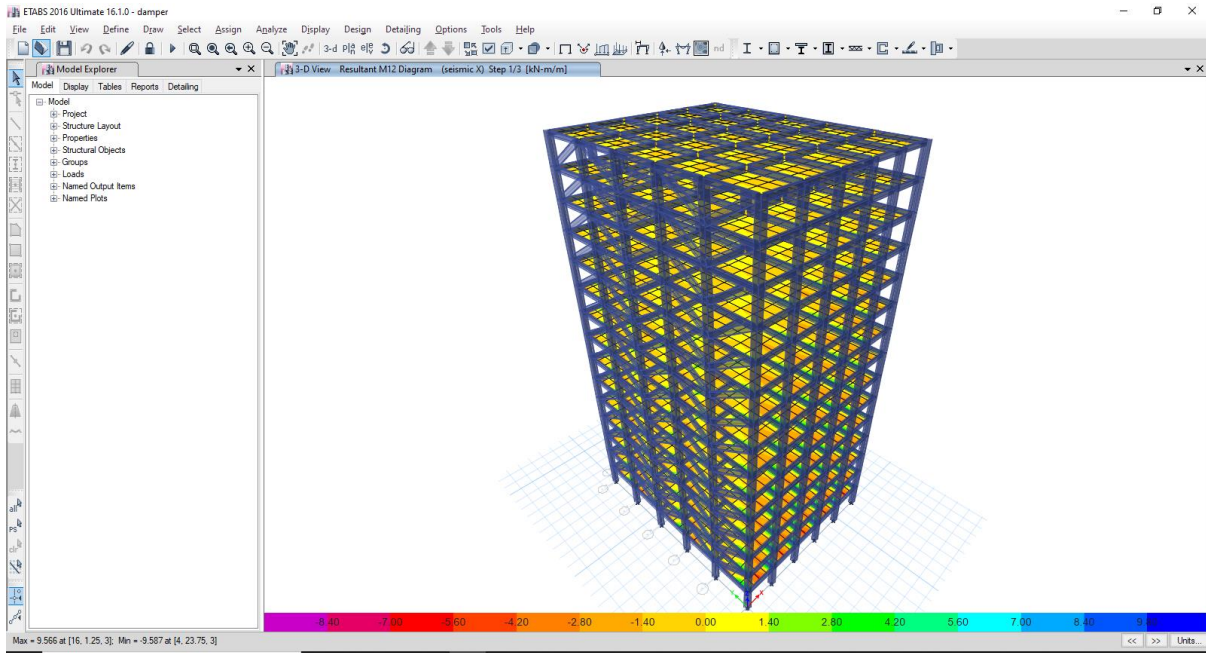 ETABS 2016 Ultimate 16.1.0 - damper
File Edit View Define Draw Select Assign Analyze Display Design Detailing Options Tools Help
3-d
nd
Model Explorer
3-D View Resultant M12 Diagram (seismic X) Step 1/3 [kN-m/m]
Model Display Tables Reports Detailing
Model
Project
Structure Layout
Properties
Structural Objects
Groups
Loads
Named Output Items
Named Plots
all
PS
clr
X
-8.40 -7.00 -5.60 -4.20 -2.80 -1.40 0.00 1.40 2.80 4.20 5.60 7.00 8.40
Max = 9.566 at [16, 1.25, 3]; Min = -9.587 at [4, 23.75, 3]
<< >> Units...